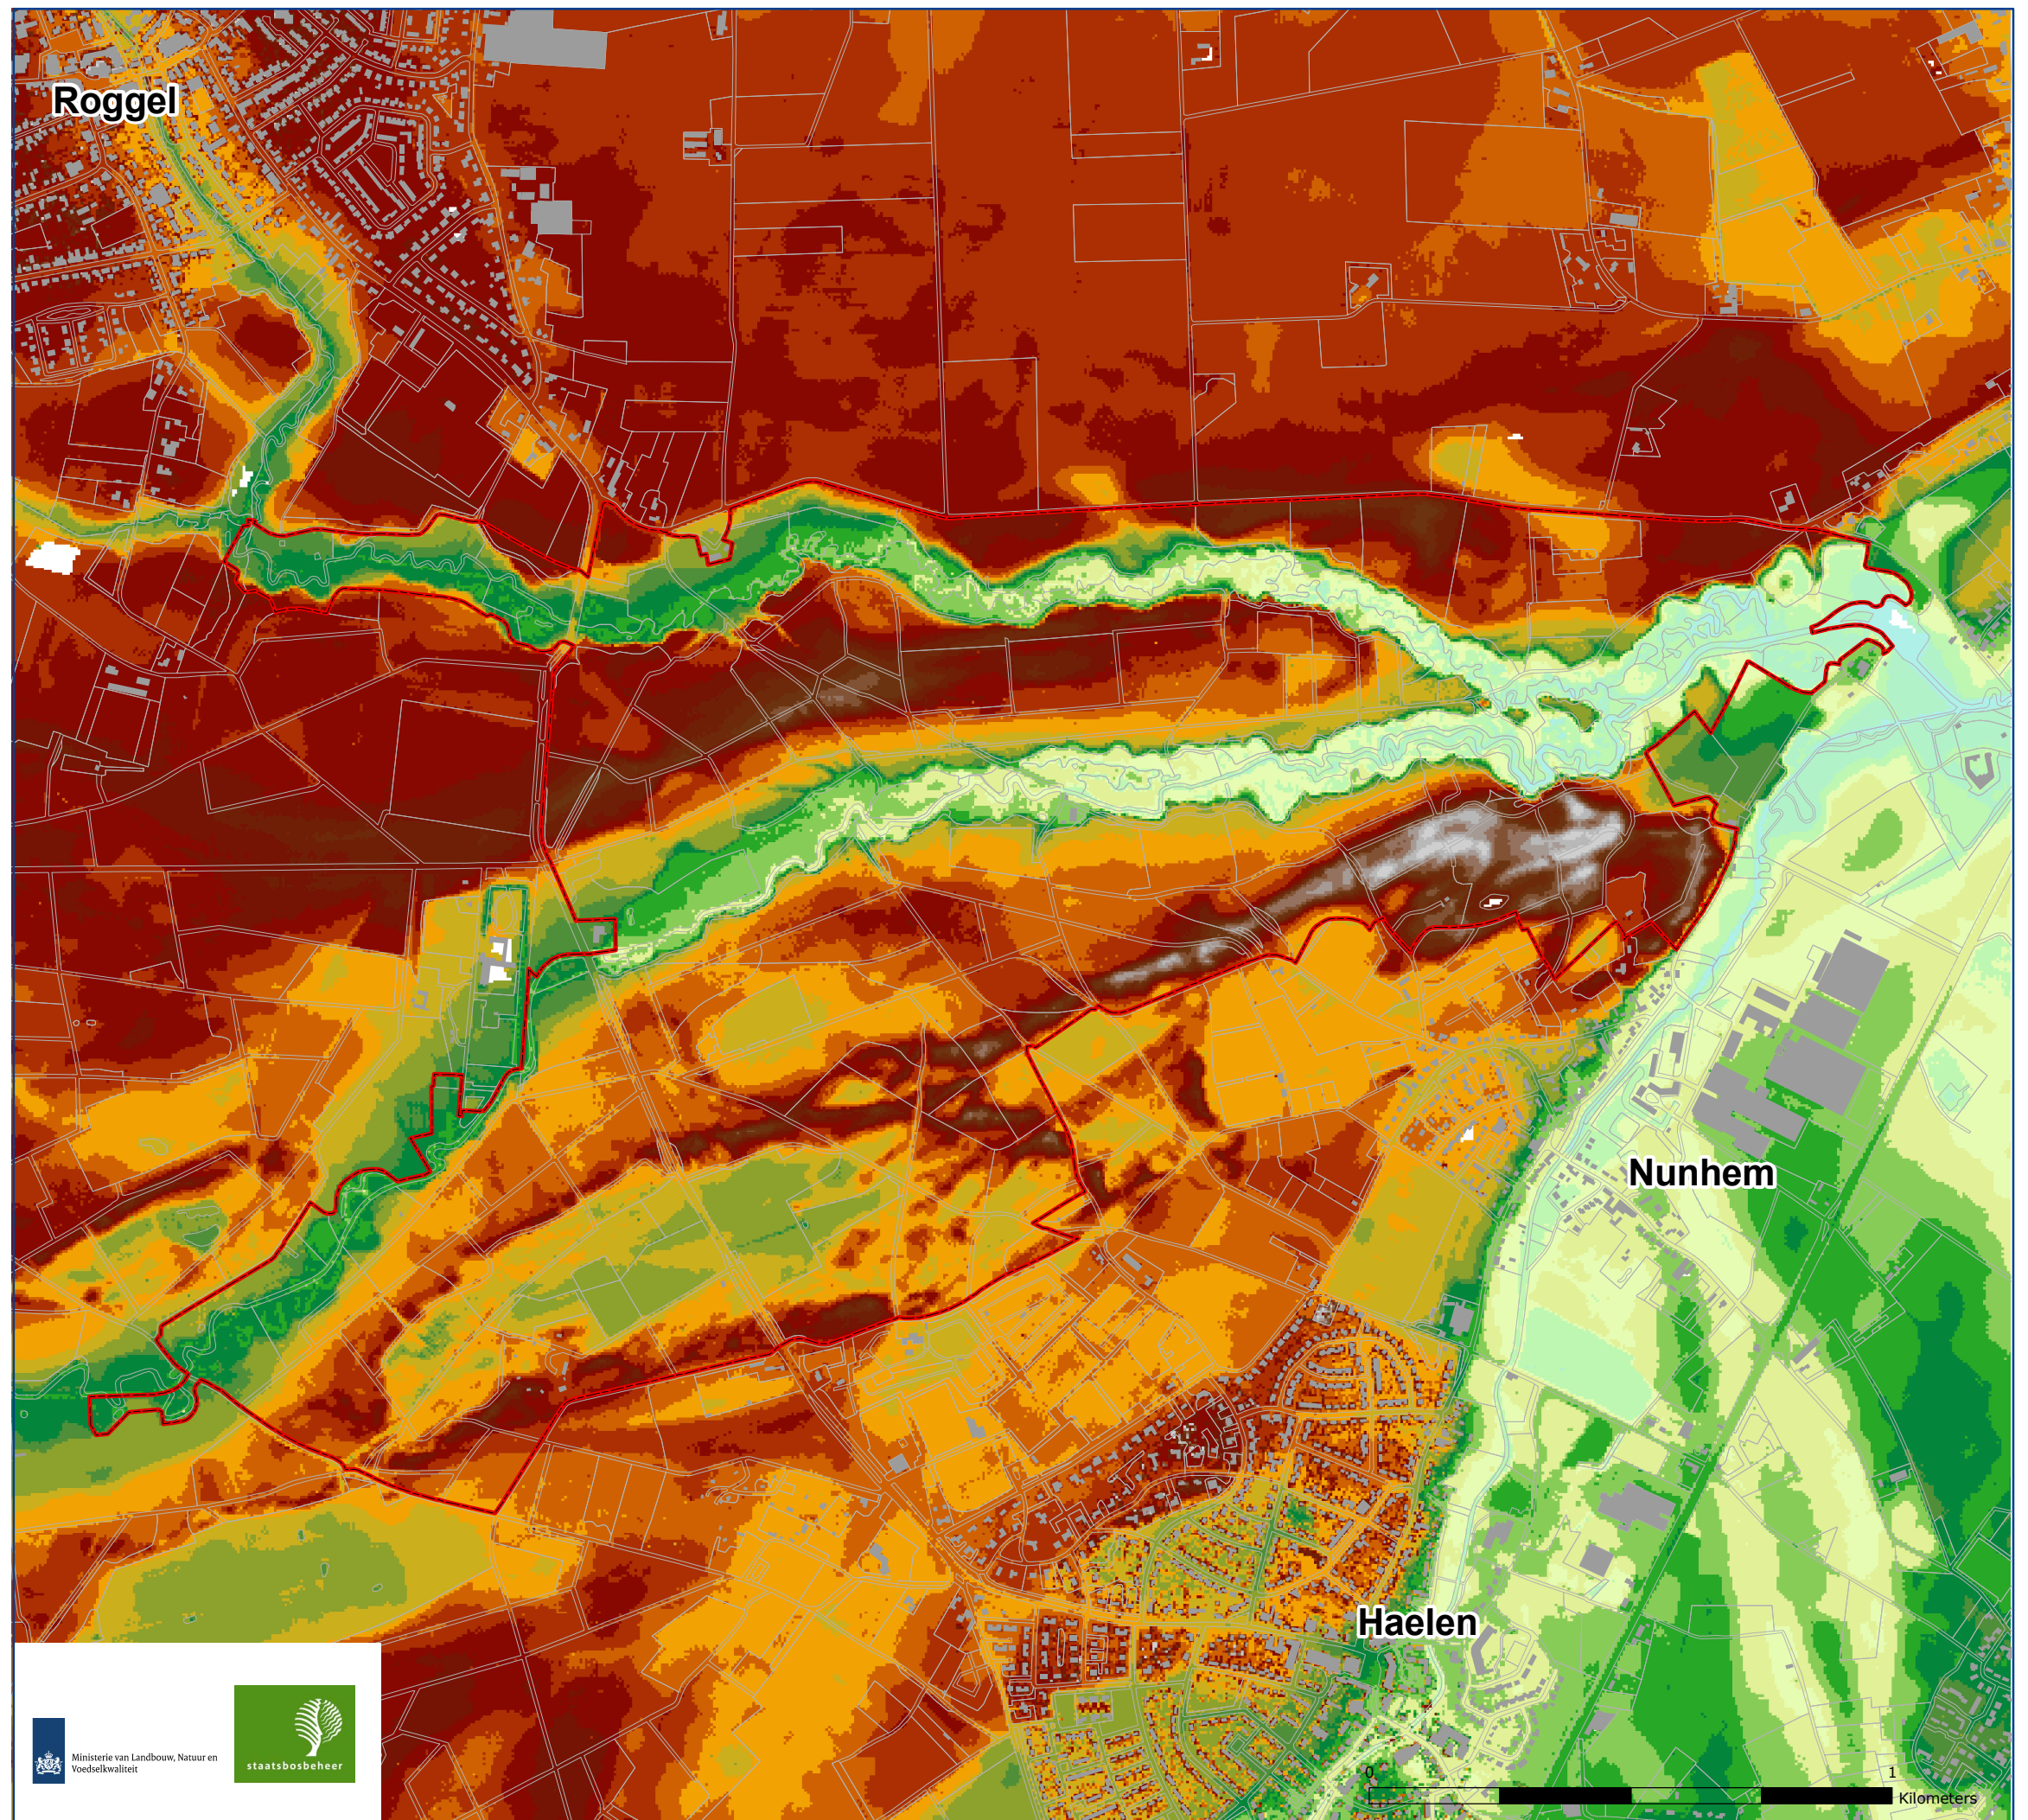 Roggel
Nunhem
Haelen
Ministerie van Landbouw, Natuur en
Voedselkwaliteit
staatsbosbeheer
0
1
Kilometers